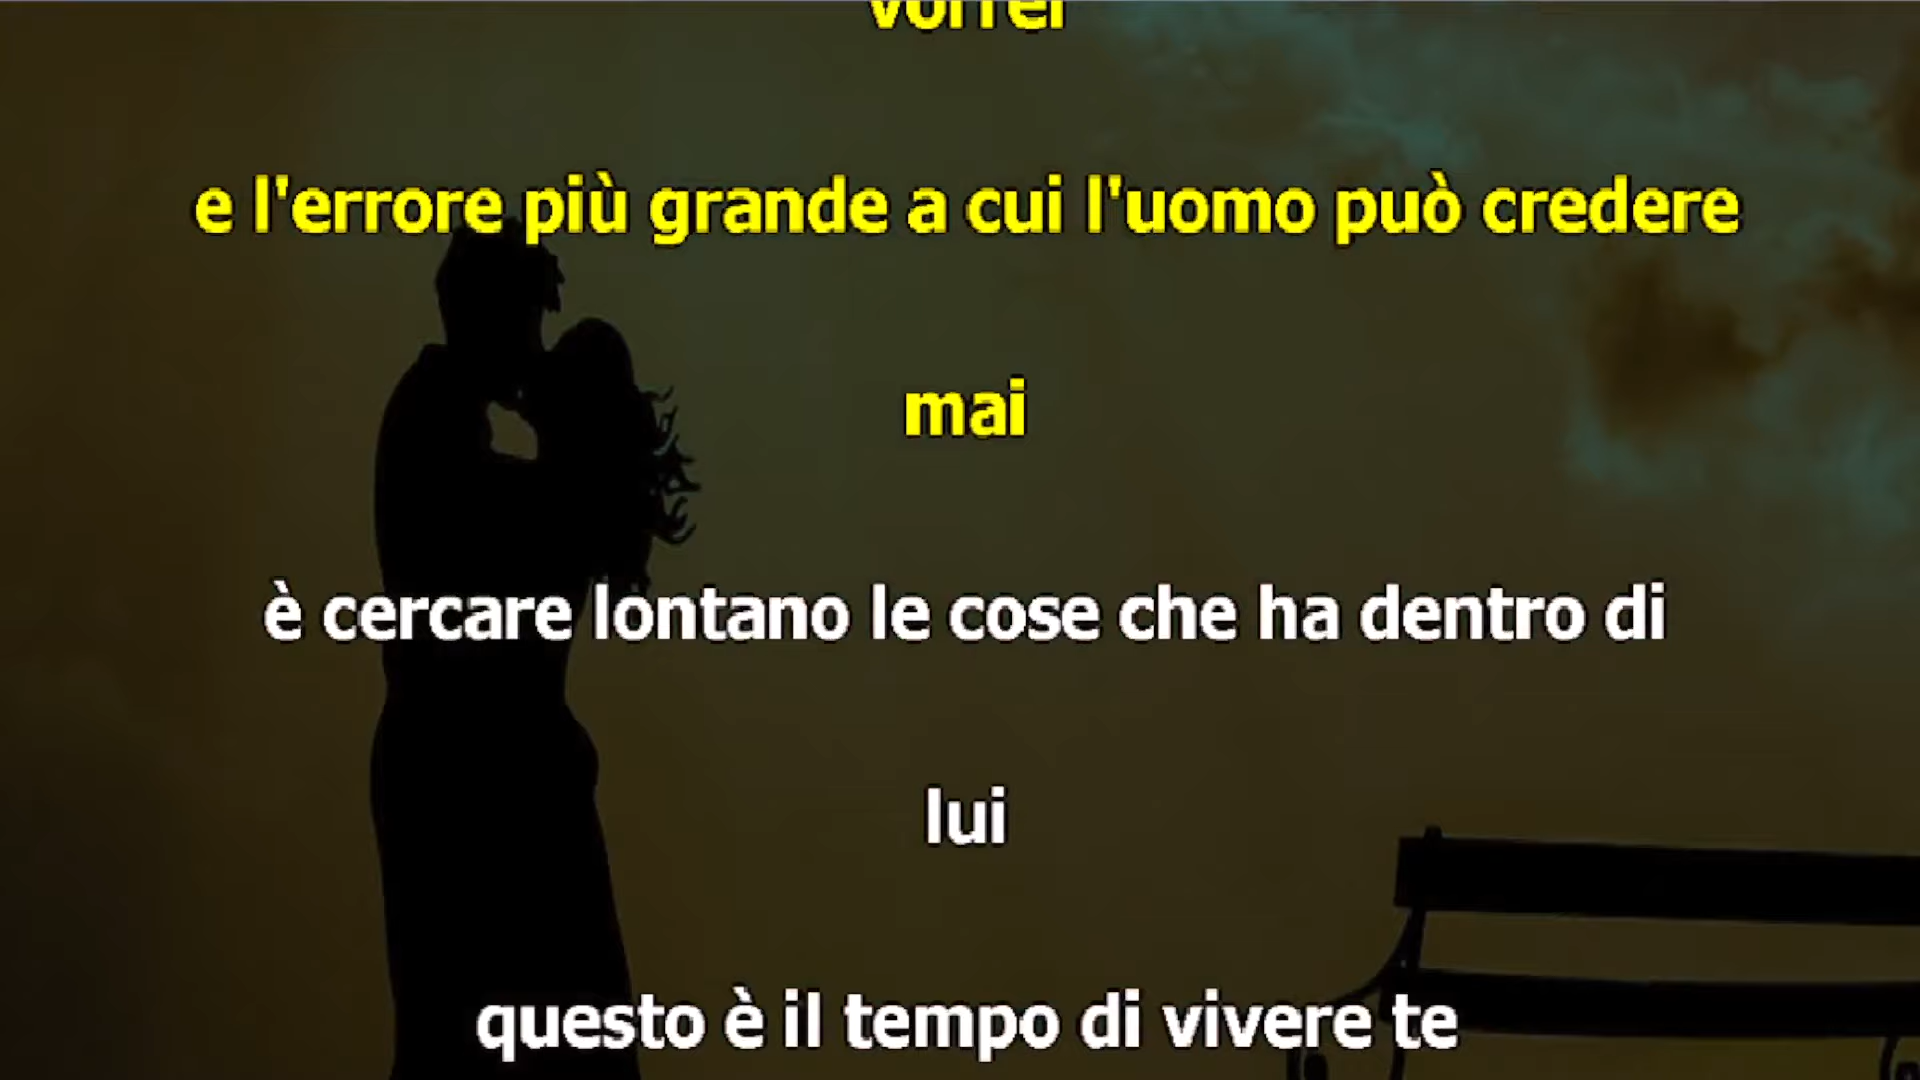 vorrei
e l'errore più grande a cui l'uomo può credere
mai
è cercare lontano le cose che ha dentro di
lui
questo è il tempo di vivere te